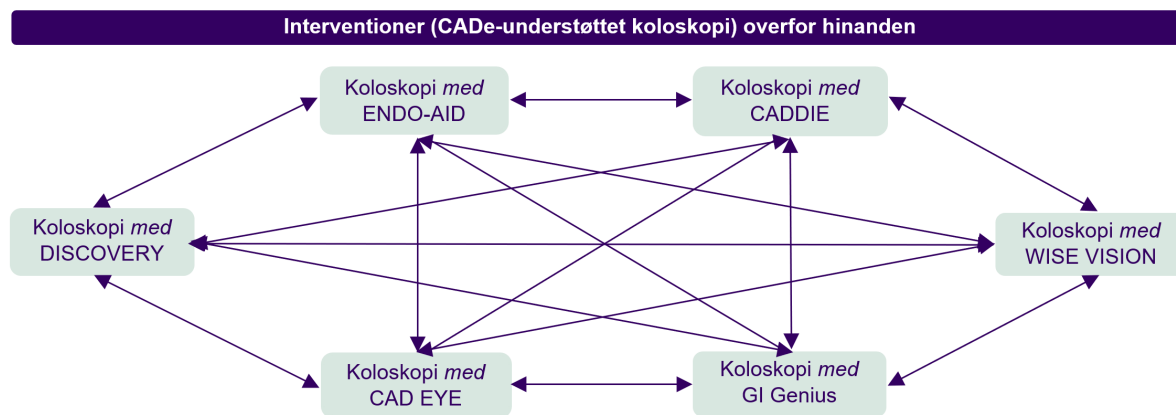 Interventioner (CADe-understøttet koloskopi) overfor hinanden
Koloskopi med
ENDO-AID
Koloskopi med
CADDIE
Koloskopi med
DISCOVERY
Koloskopi med
WISE VISION
Koloskopi med
CAD EYE
Koloskopi med
GI Genius